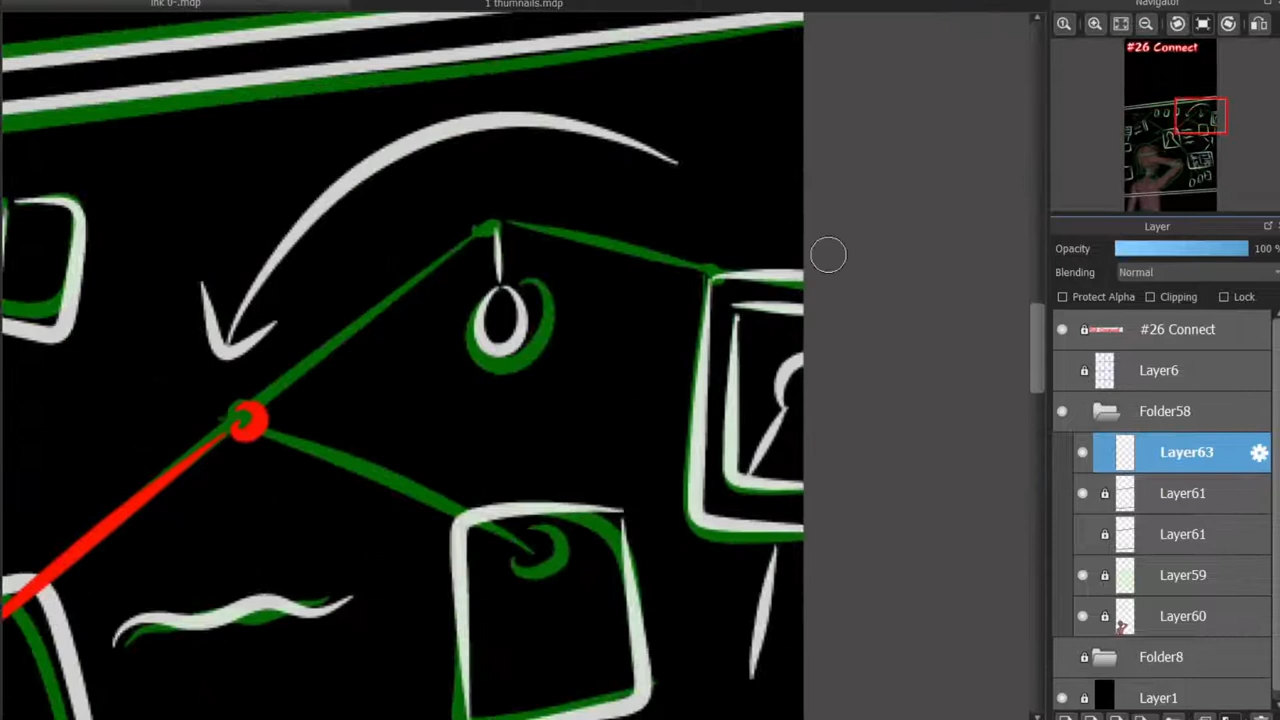 ink 0-.mdp
1 thumnails.mdp
Navigator
#26 Connect
Layer
Opacity
100 %
Blending
Normal
Protect Alpha
Clipping
Lock
#26 Connect
Layer6
Folder58
Layer63
Layer61
Layer61
Layer59
Layer60
Folder8
Layer1